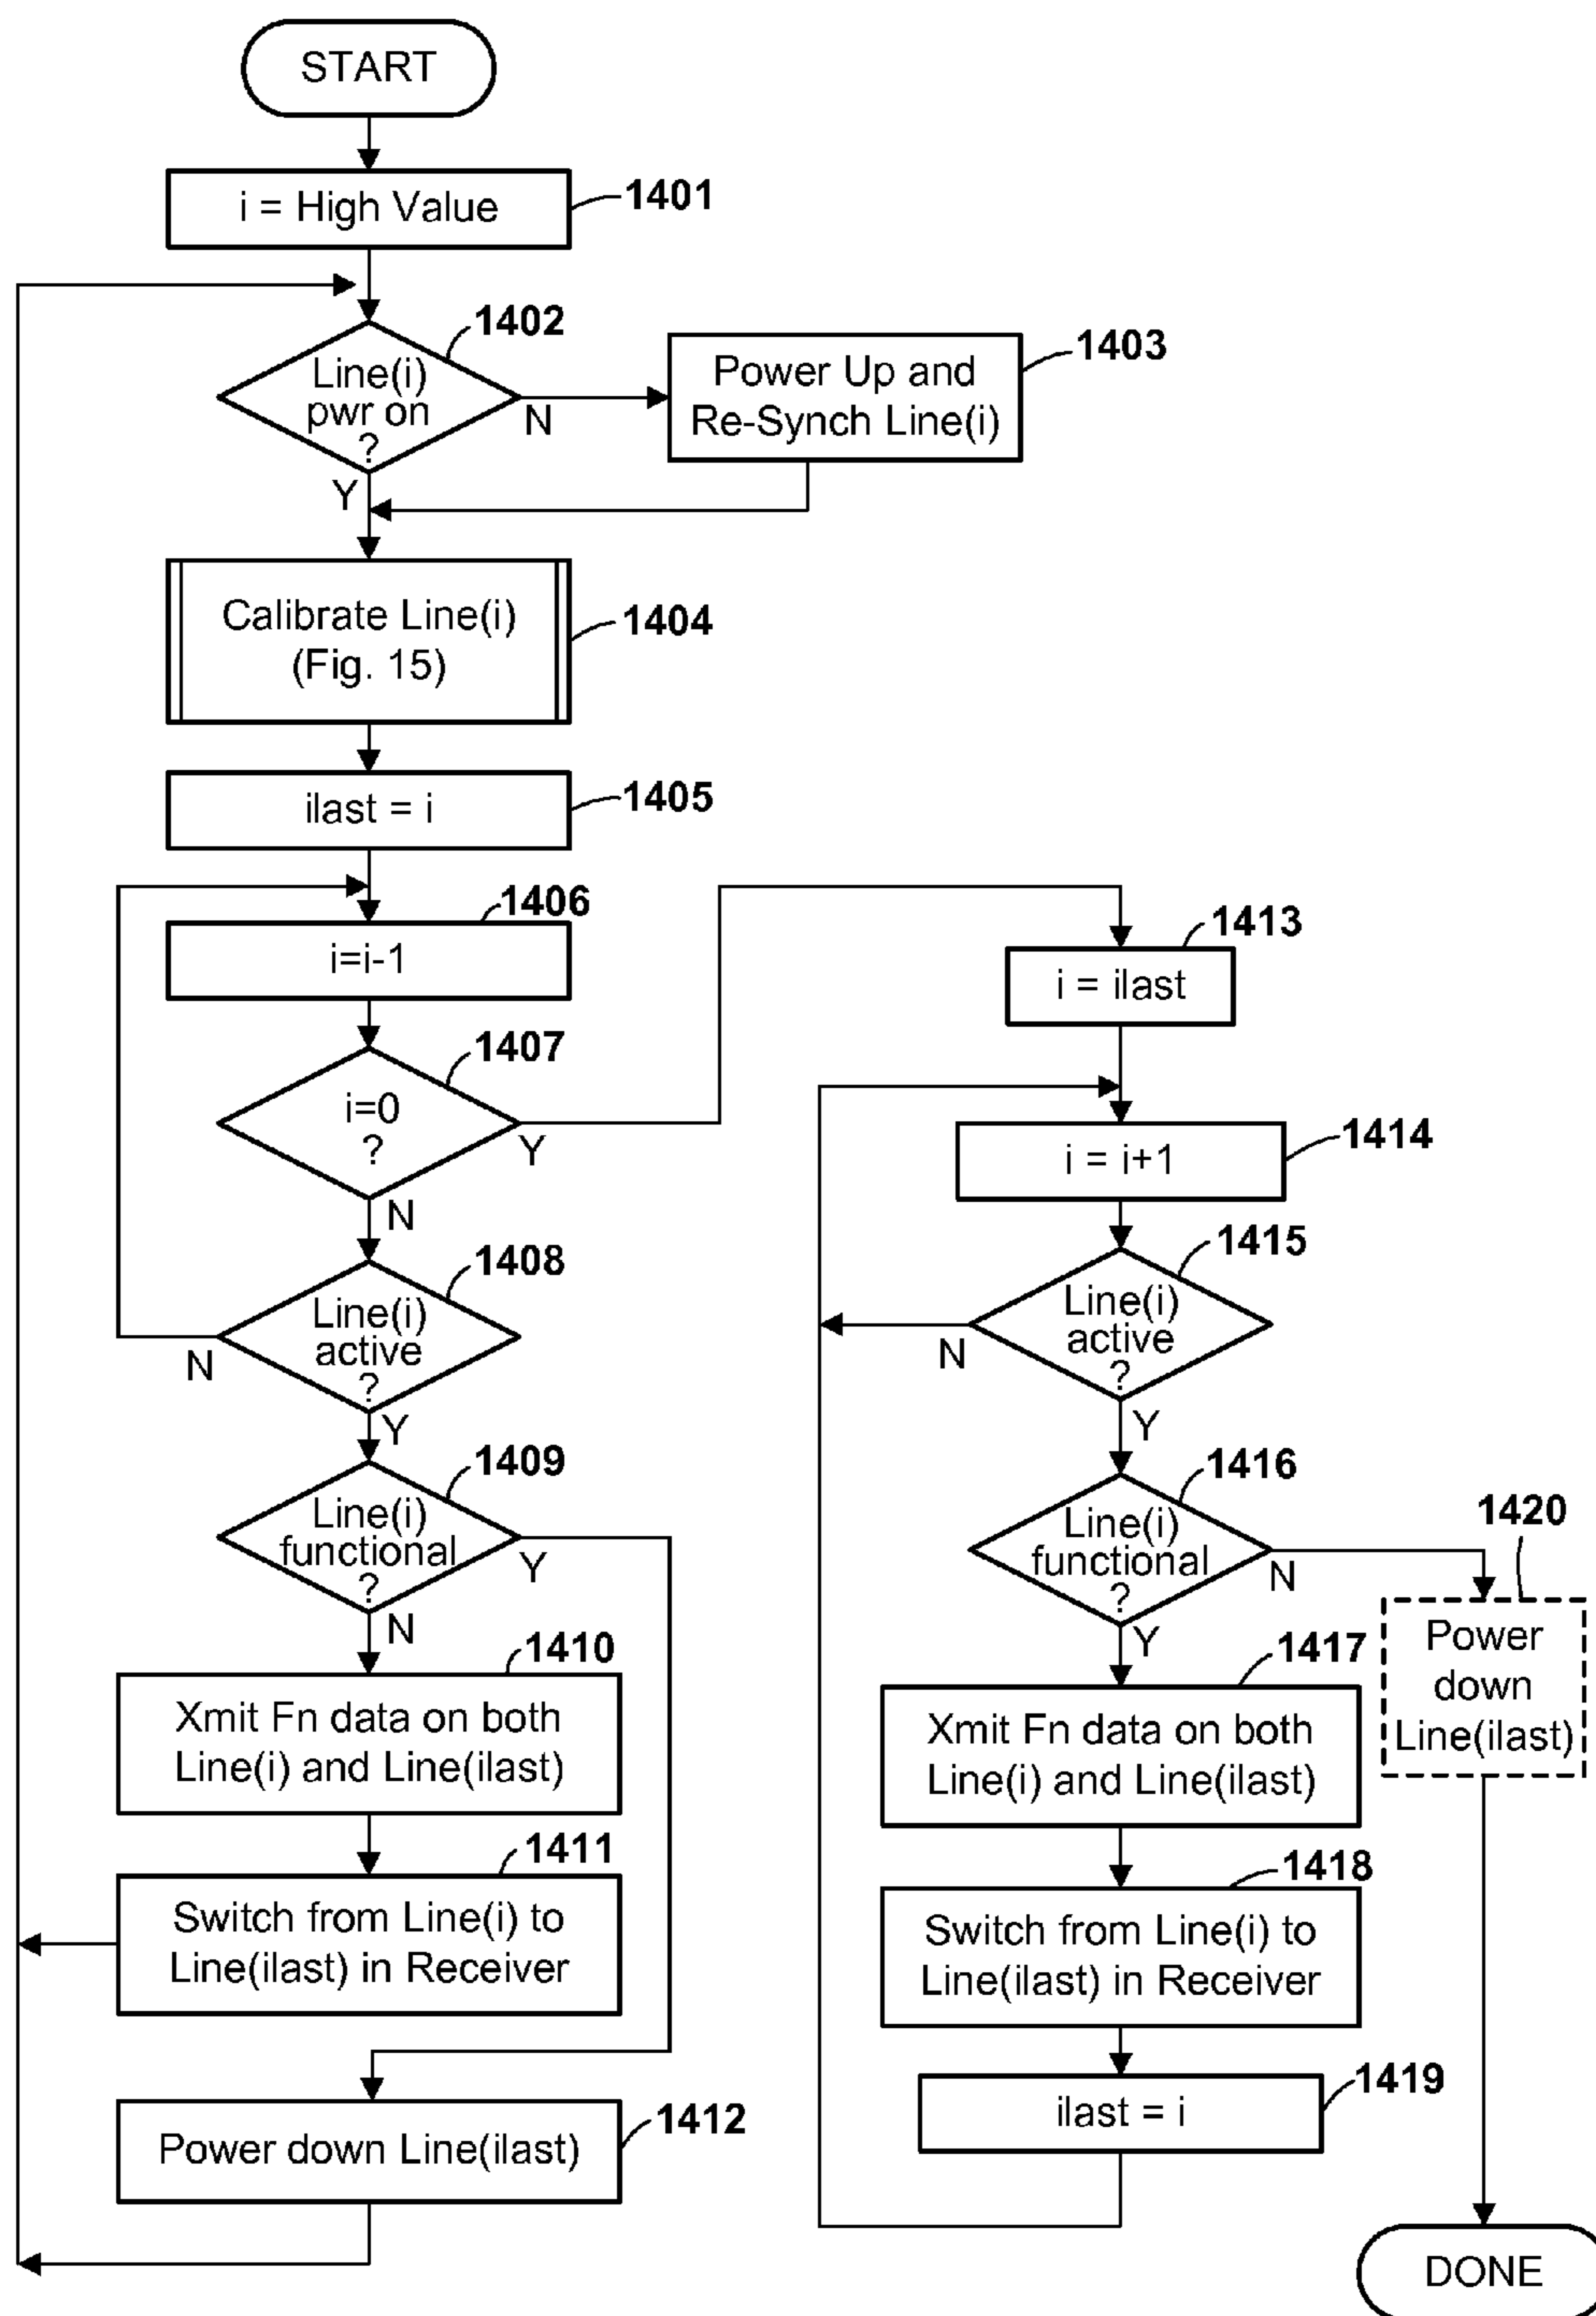 START
i = High Value
1401
1402
Line(i)
pwr on
?
N
Y
1403
Power Up and
Re-Synch Line(i)
Calibrate Line(i)
(Fig. 15)
1404
ilast = i
1405
1406
i=i-1
1407
i=0
?
Y
N
1408
Line(i)
active
?
N
Y
1409
Line(i)
functional
?
Y
N
1410
Xmit Fn data on both
Line(i) and Line(ilast)
1411
Switch from Line(i) to
Line(ilast) in Receiver
1412
Power down Line(ilast)
1413
i = ilast
1414
i = i+1
1415
Line(i)
active
?
N
Y
1416
Line(i)
functional
?
N
Y
1417
Xmit Fn data on both
Line(i) and Line(ilast)
1418
Switch from Line(i) to
Line(ilast) in Receiver
1419
ilast = i
1420
Power
down
Line(ilast)
DONE